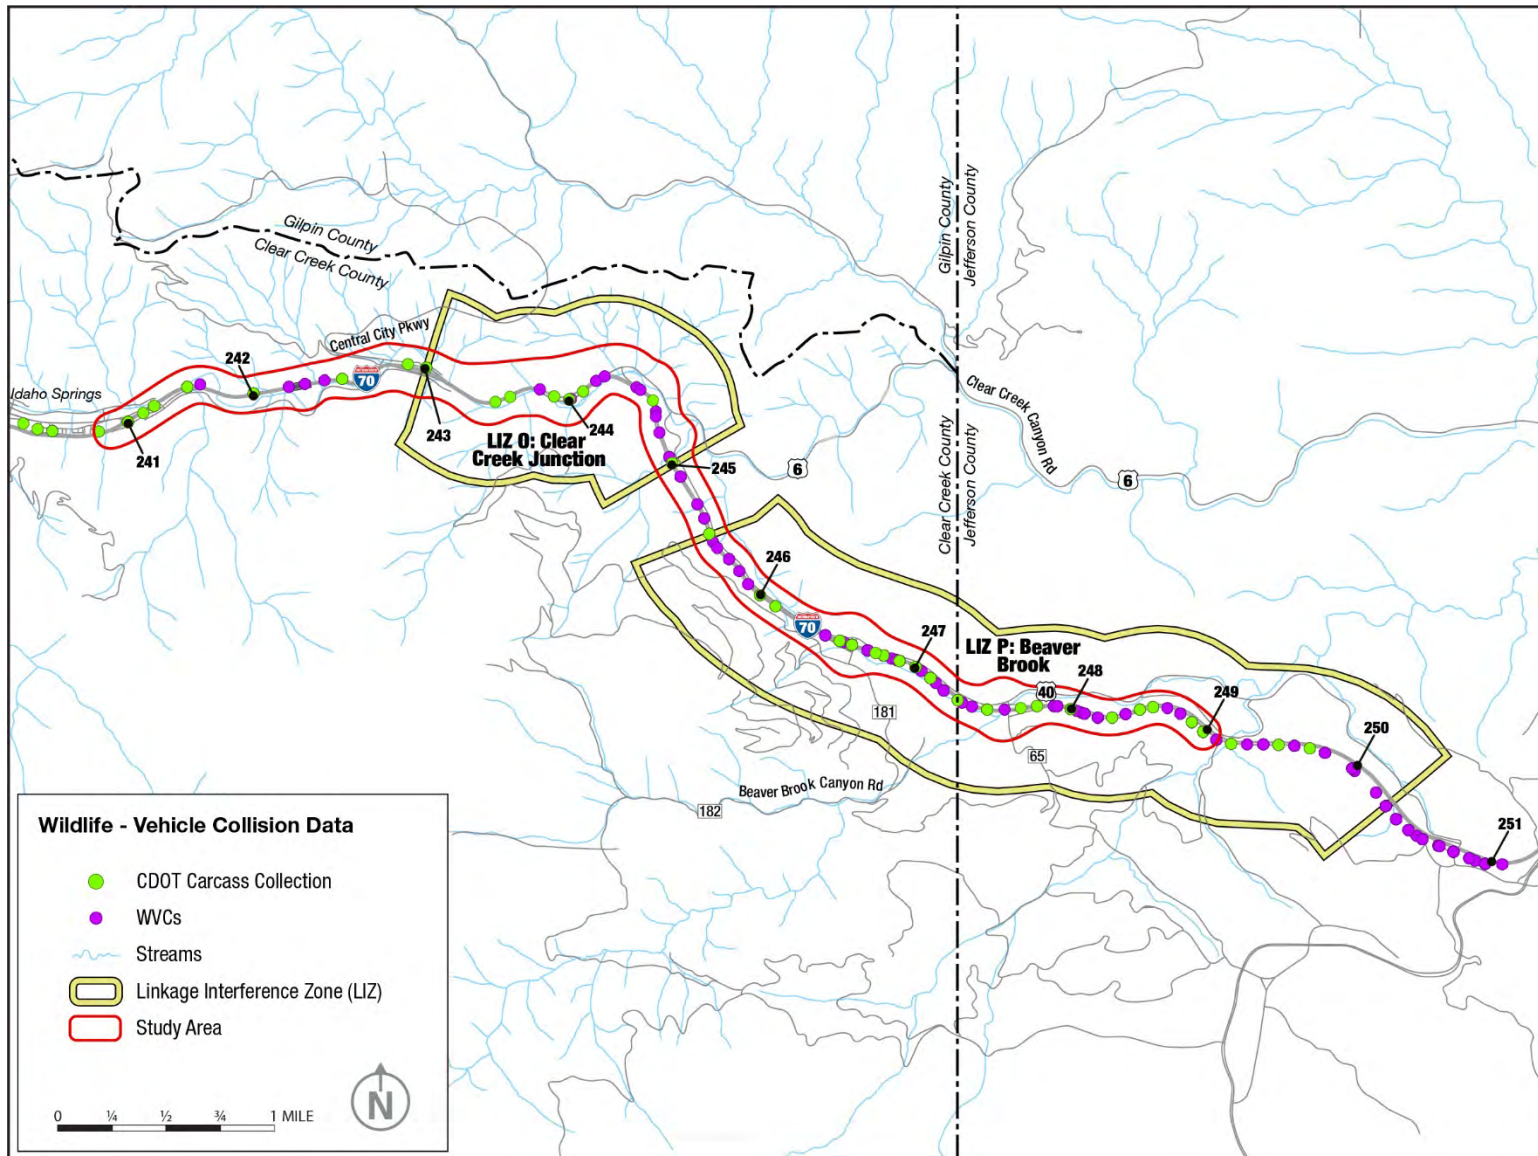 Gilpin County
Clear Creek County
Gilpin County
Jefferson County
Central City Pkwy
242
70
Idaho Springs
241
243
LIZ O: Clear
Creek Junction
244
245
6
Clear Creek Canyon Rd
6
Clear Creek County
Jefferson County
246
70
247
LIZ P: Beaver
Brook
40
248
249
181
65
250
Beaver Brook Canyon Rd
182
251
Wildlife - Vehicle Collision Data
CDOT Carcass Collection
WVCs
Streams
Linkage Interference Zone (LIZ)
Study Area
N
0 ¼ ½ ¾ 1 MILE